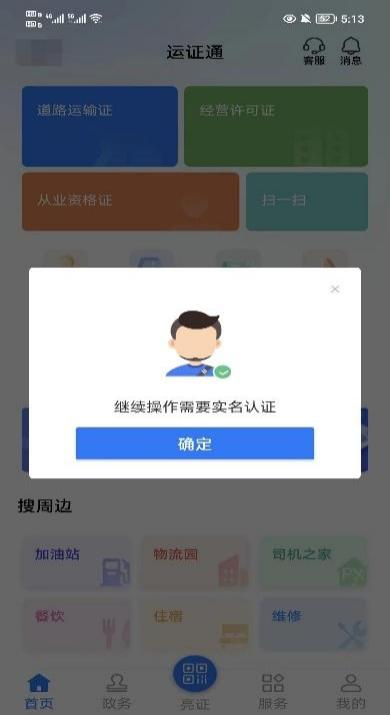 5:13
运证通
客服
消息
道路运输证
经营许可证
从业资格证
扫一扫
继续操作需要实名认证
确定
搜周边
加油站
物流园
司机之家
餐饮
住宿
维修
首页
政务
亮证
服务
我的